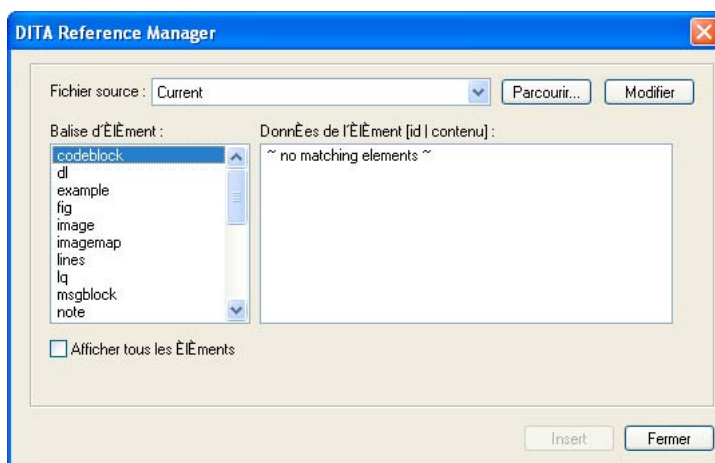 DITA Reference Manager
Fichier source : Current Parcourir... Modifier
Balise d'ÈlÈment : DonnÈes de l'ÈlÈment [id | contenu] :
codeblock ~ no matching elements ~
dl
example
fig
image
imagemap
lines
lq
msgblock
note
Afficher tous les ÈlÈments
Insert Fermer